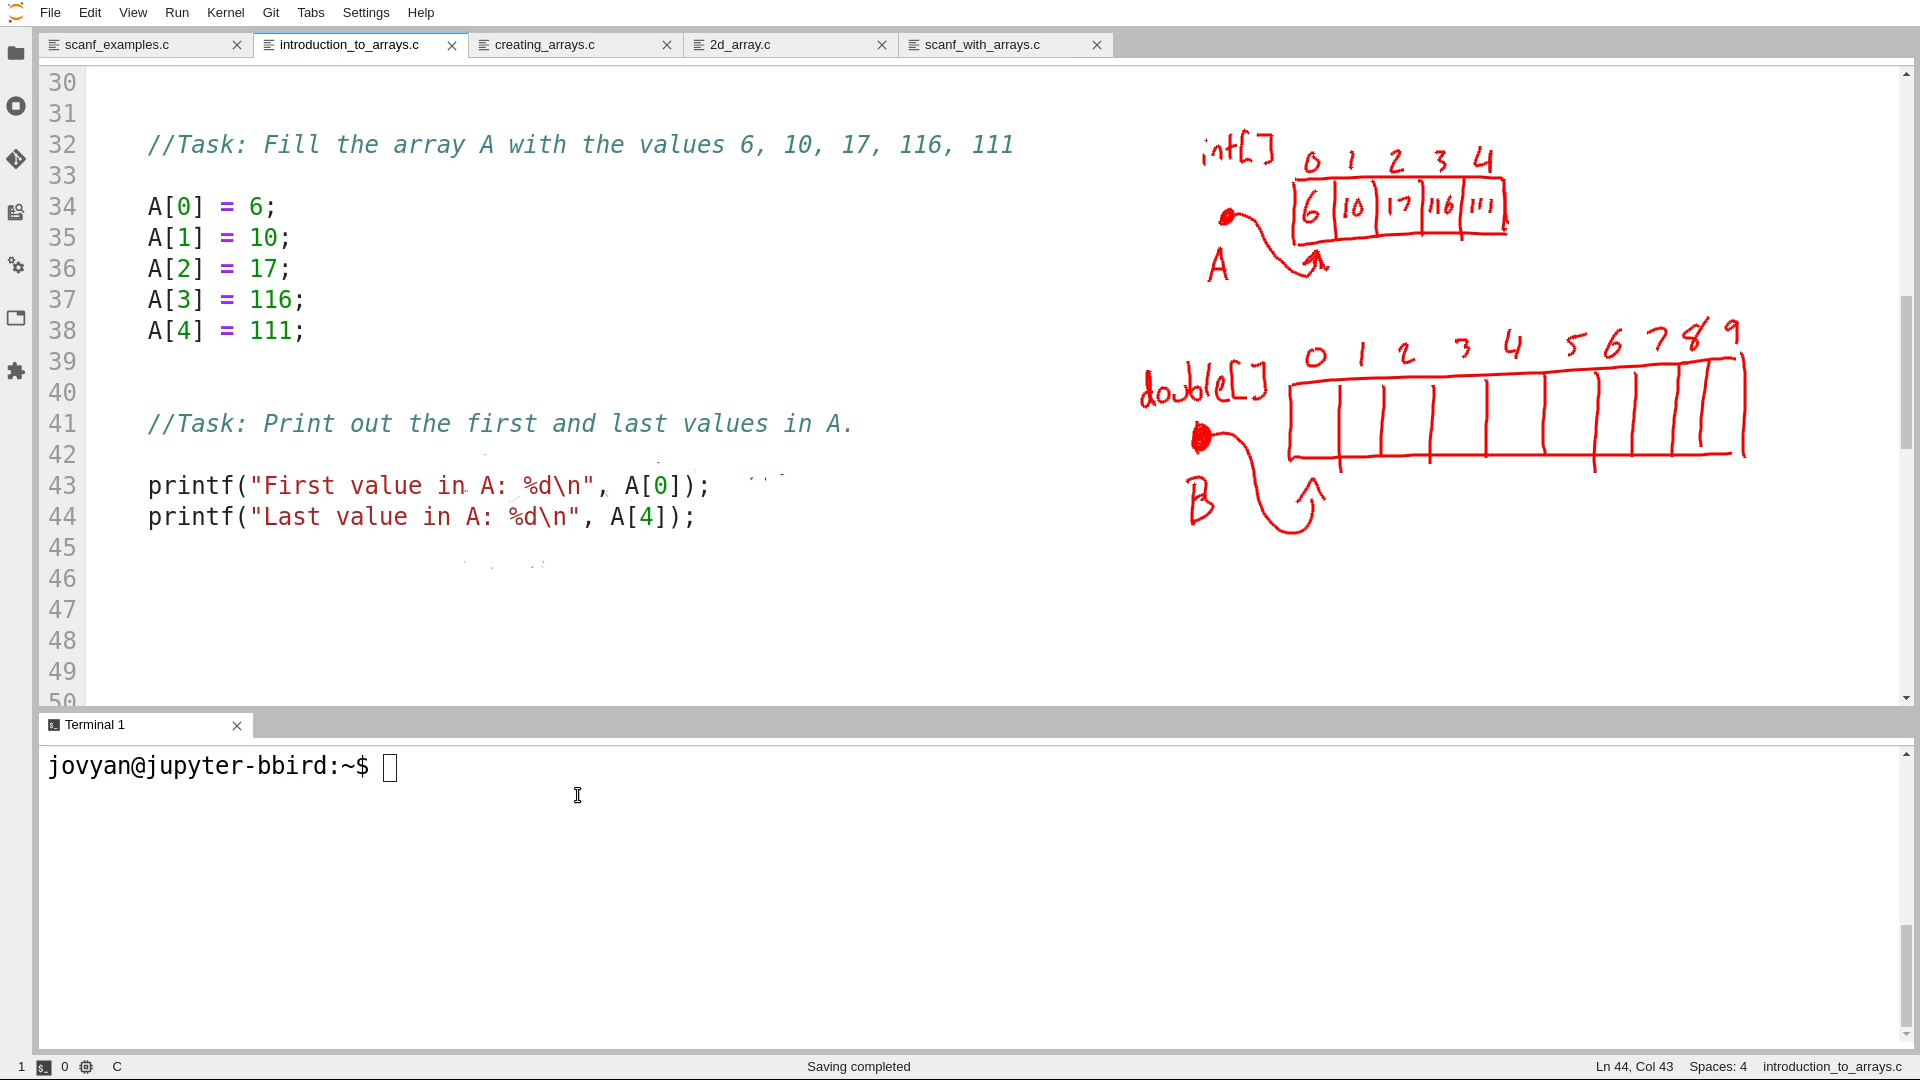 File Edit View Run Kernel Git Tabs Settings Help
scanf_examples.c introduction_to_arrays.c creating_arrays.c 2d_array.c scanf_with_arrays.c
30
31
32 //Task: Fill the array A with the values 6, 10, 17, 116, 111
33
34 A[0] = 6;
35 A[1] = 10;
36 A[2] = 17;
37 A[3] = 116;
38 A[4] = 111;
39
40
41 //Task: Print out the first and last values in A.
42
43 printf("First value in A: %d\n", A[0]);
44 printf("Last value in A: %d\n", A[4]);
45
46
47
48
49
50
int[] 0 1 2 3 4
6 10 17 116 111
A
0 1 2 3 4 5 6 7 8 9
double[]
B
Terminal 1
jovyan@jupyter-bbird:~$
1 0 C Saving completed Ln 44, Col 43 Spaces: 4 introduction_to_arrays.c